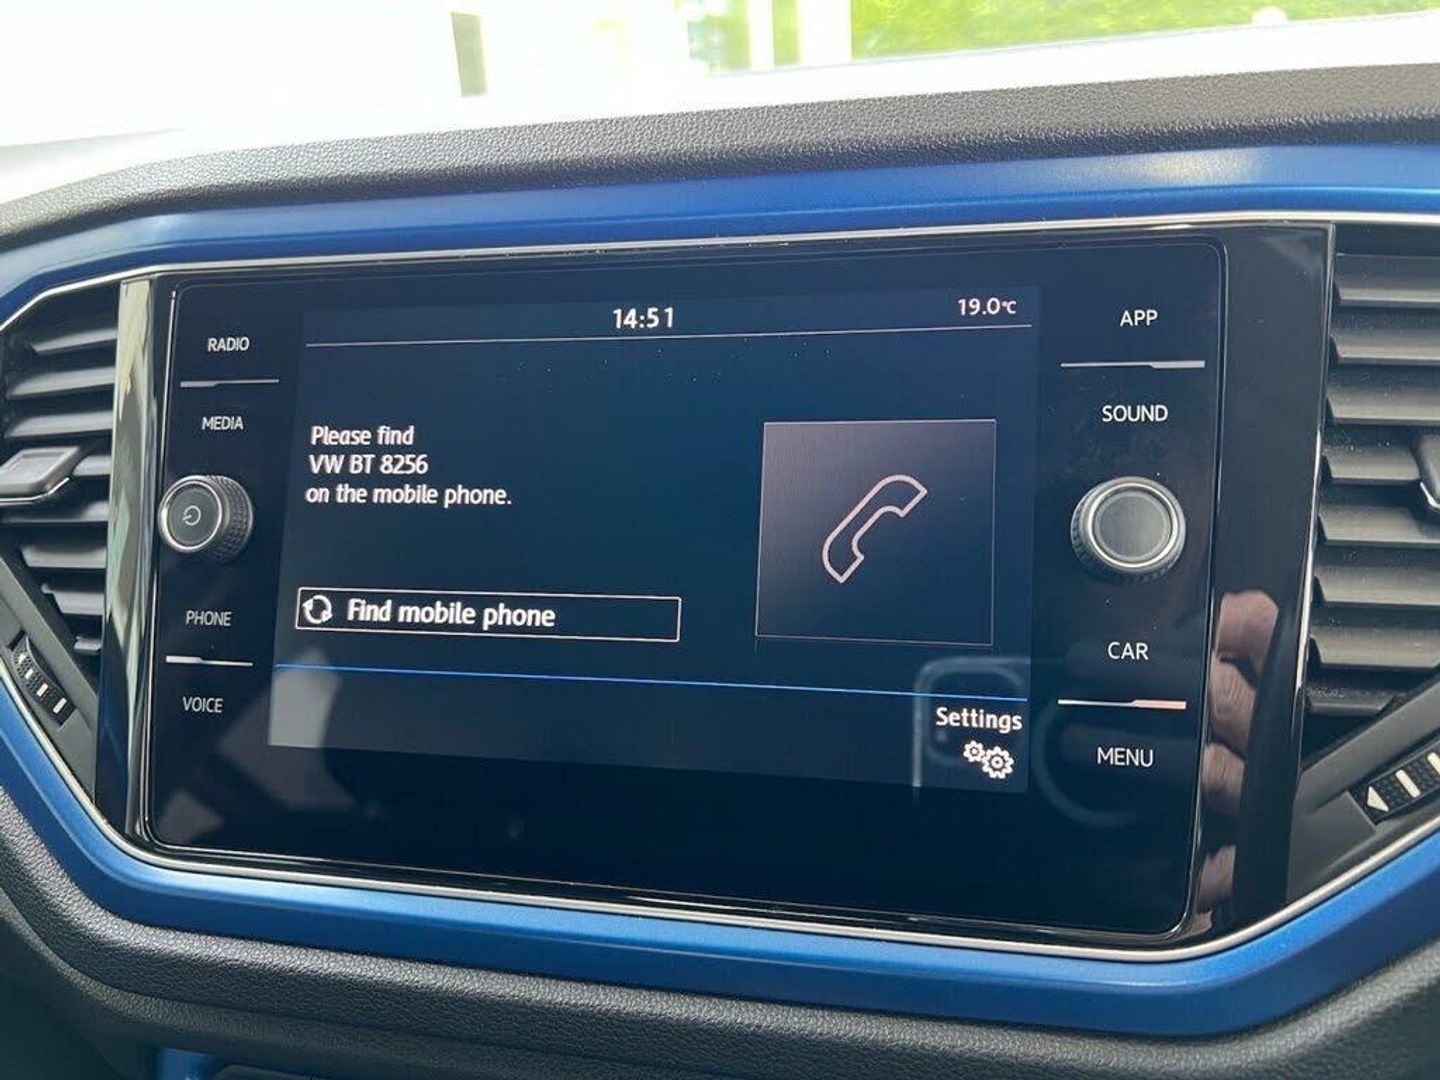 14:51
19.0°C
RADIO
MEDIA
PHONE
VOICE
Please find
VW BT 8256
on the mobile phone.
Find mobile phone
Settings
APP
SOUND
CAR
MENU